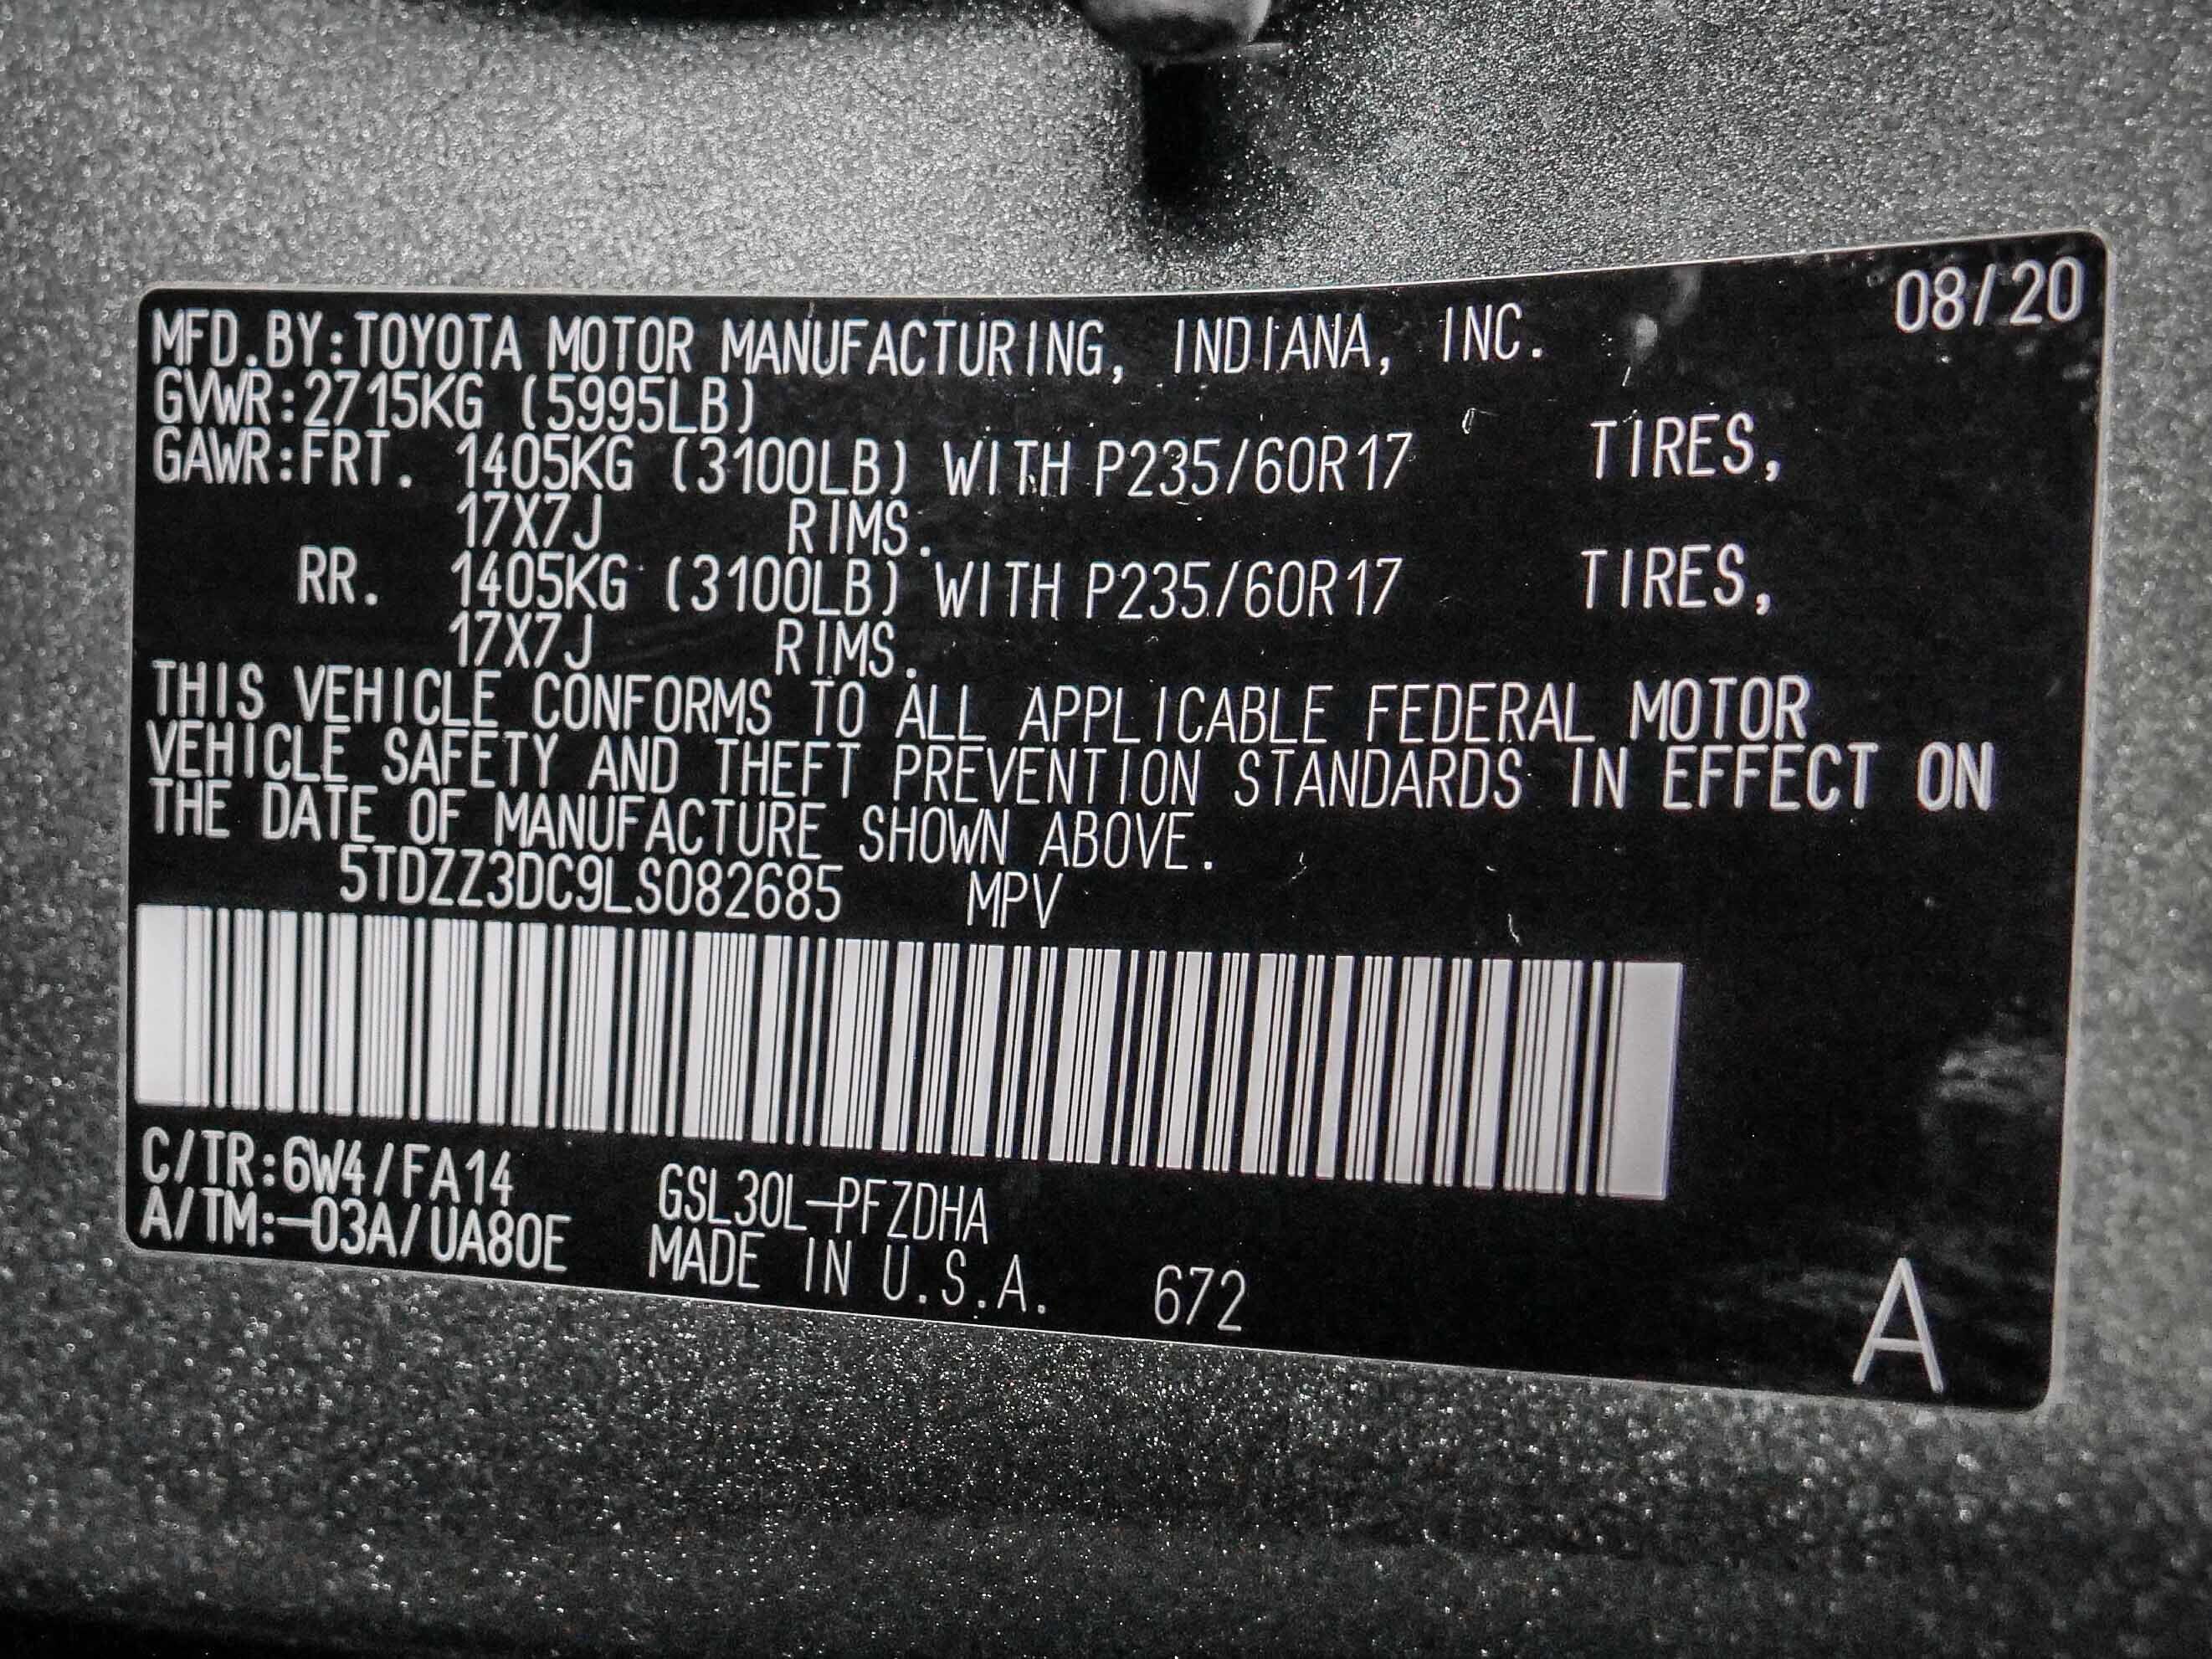 08/20
MFD.BY:TOYOTA MOTOR MANUFACTURING, INDIANA, INC.
GVWR:2715KG (5995LB)
GAWR:FRT. 1405KG (3100LB) WITH P235/60R17 TIRES,
17X7J RIMS.
RR. 1405KG (3100LB) WITH P235/60R17 TIRES,
17X7J RIMS.
THIS VEHICLE CONFORMS TO ALL APPLICABLE FEDERAL MOTOR
VEHICLE SAFETY AND THEFT PREVENTION STANDARDS IN EFFECT ON
THE DATE OF MANUFACTURE SHOWN ABOVE.
5TDZZ3DC9LS082685 MPV
C/TR:6W4/FA14 GSL30L-PFZDHA
A/TM:-03A/UA80E MADE IN U.S.A. 672
A